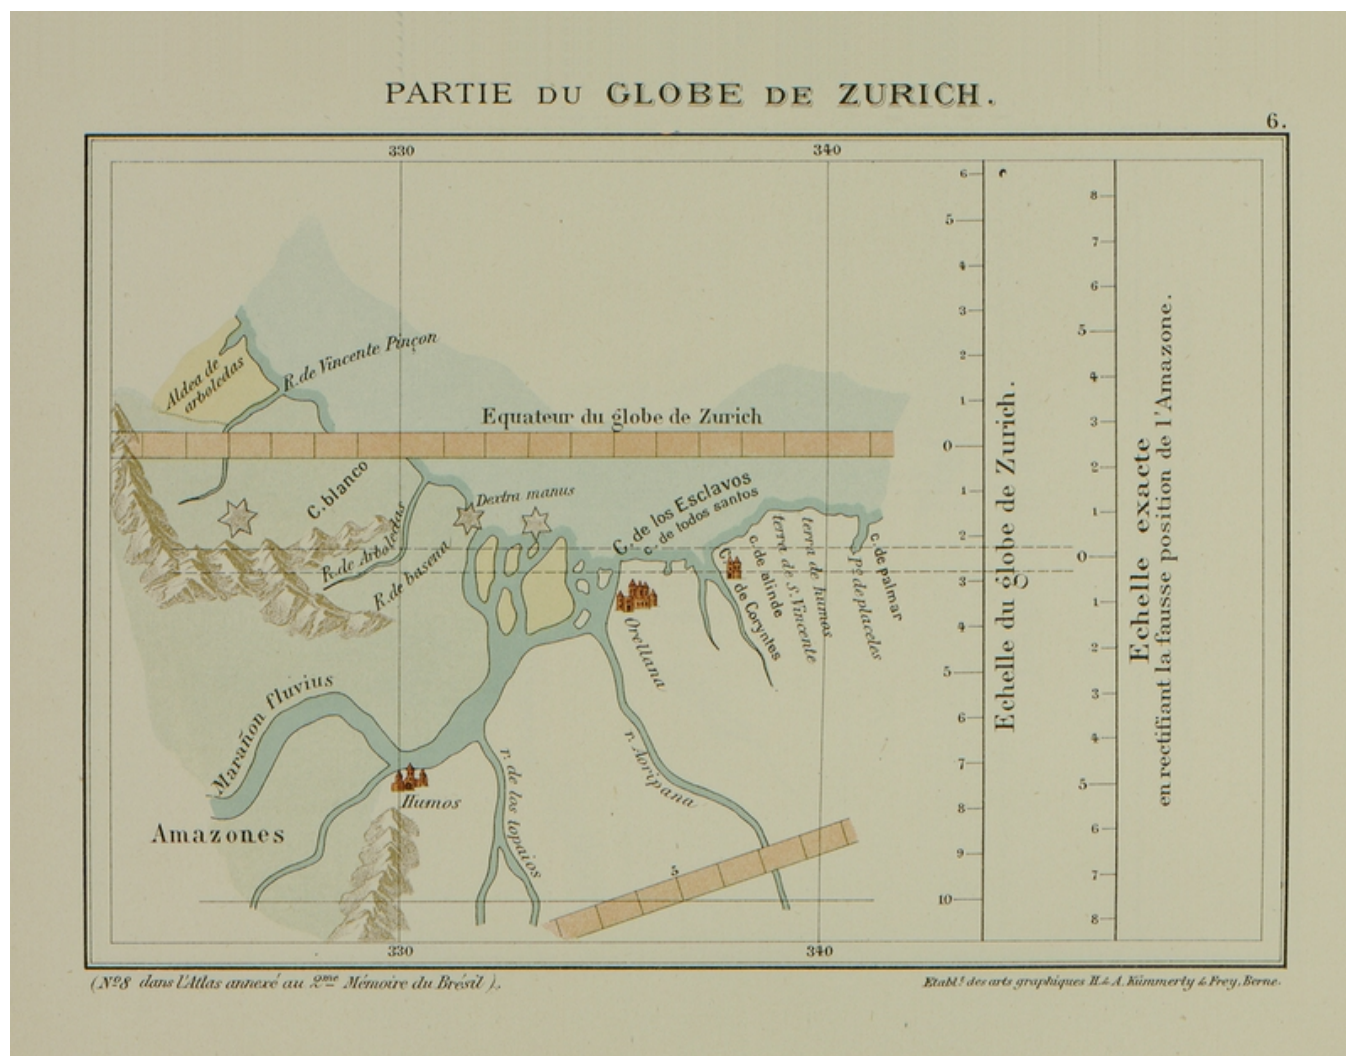 PARTIE DU GLOBE DE ZURICH.
6.
330
340
R. de Vincente Pinçon
Aldea de
arboledas
Equateur du globe de Zurich
C. blanco
Dextra manus
R. de Arboledas
R. de basena
C. de los Esclavos
c. de todos santos
C. de Coryntes
c. de alinde
terra de S. Vincente
terra de humos
Pº. de placeles
c. de palmar
Orellana
Marañon fluvius
Humos
Amazones
r. de los topaios
r. Aoripana
5
330
340
6
5
4
3
2
1
0
1
2
3
4
5
6
7
8
9
10
Echelle du globe de Zurich.
8
7
6
5
4
3
2
1
0
1
2
3
4
5
6
7
8
Echelle exacte
en rectifiant la fausse position de l'Amazone.
(Nº 8 dans l'Atlas annexé au 2me Mémoire du Brésil).
Etablt. des arts graphiques H. & A. Kümmerly & Frey, Berne.